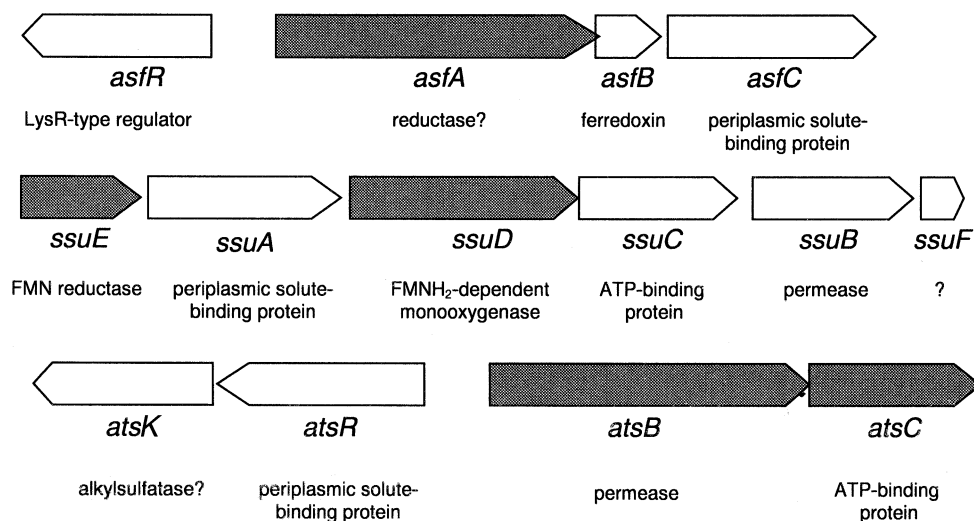 asfR asfA asfB asfC
LysR-type regulator reductase? ferredoxin periplasmic solute-
binding protein
ssuE ssuA ssuD ssuC ssuB ssuF
FMN reductase periplasmic solute- FMNH₂-dependent ATP-binding permease ?
binding protein monooxygenase protein
atsK atsR atsB atsC
alkylsulfatase? periplasmic solute- permease ATP-binding
binding protein protein